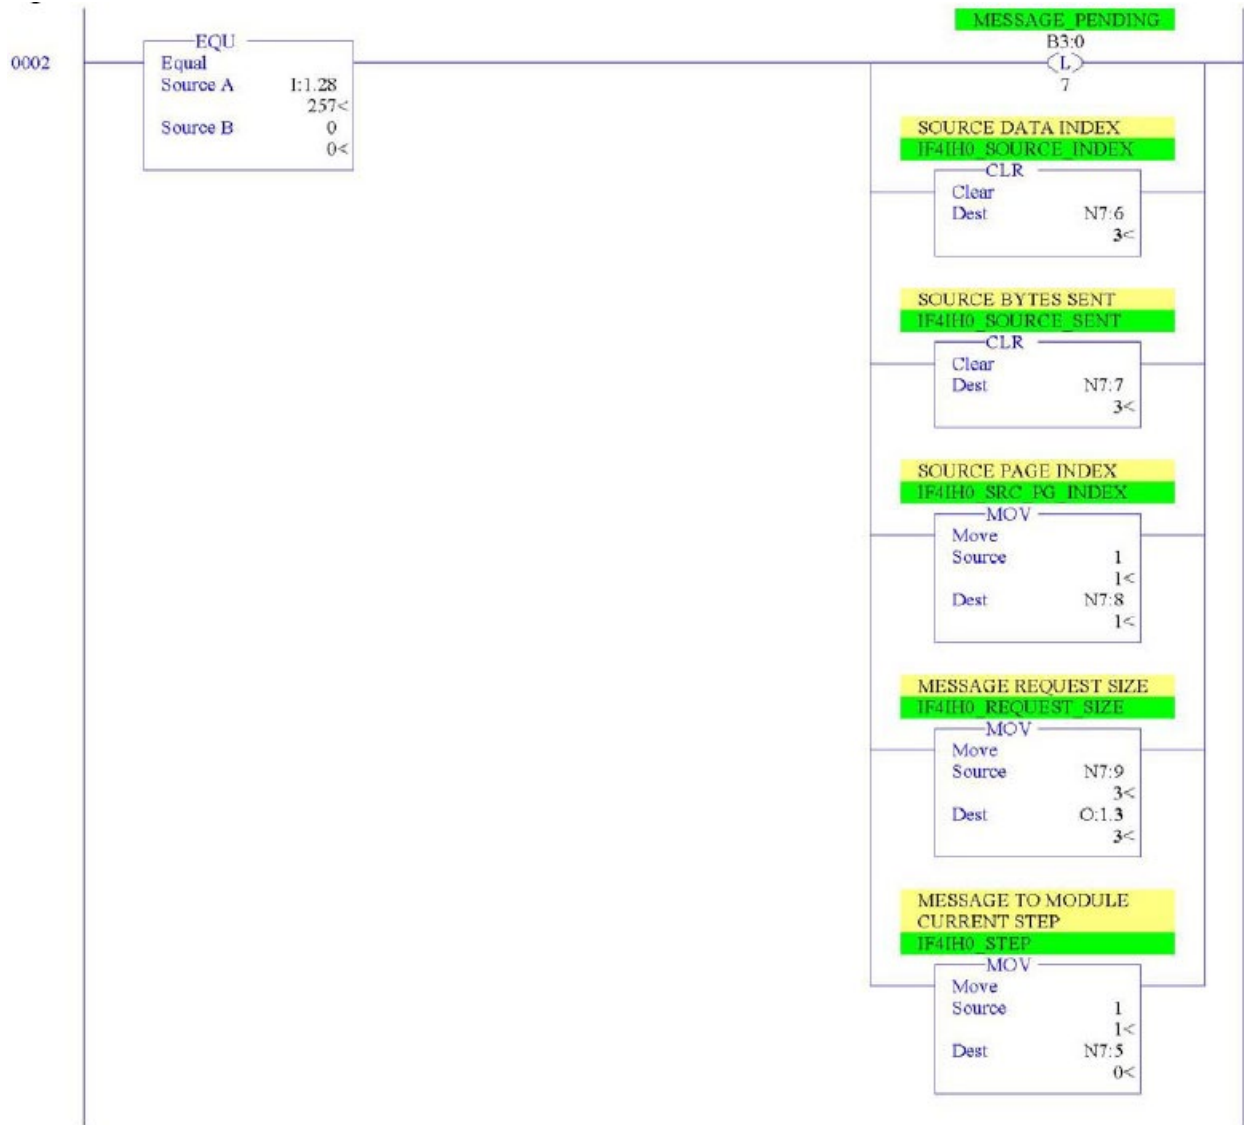 MESSAGE_PENDING
B3:0
0002
EQU
Equal
Source A I:1.28
257<
Source B 0
0<
L
7
SOURCE DATA INDEX
IF4IH0_SOURCE_INDEX
CLR
Clear
Dest N7:6
3<
SOURCE BYTES SENT
IF4IH0_SOURCE_SENT
CLR
Clear
Dest N7:7
3<
SOURCE PAGE INDEX
IF4IH0_SRC_PG_INDEX
MOV
Move
Source 1
1<
Dest N7:8
1<
MESSAGE REQUEST SIZE
IF4IH0_REQUEST_SIZE
MOV
Move
Source N7:9
3<
Dest O:1.3
3<
MESSAGE TO MODULE
CURRENT STEP
IF4IH0_STEP
MOV
Move
Source 1
1<
Dest N7:5
0<